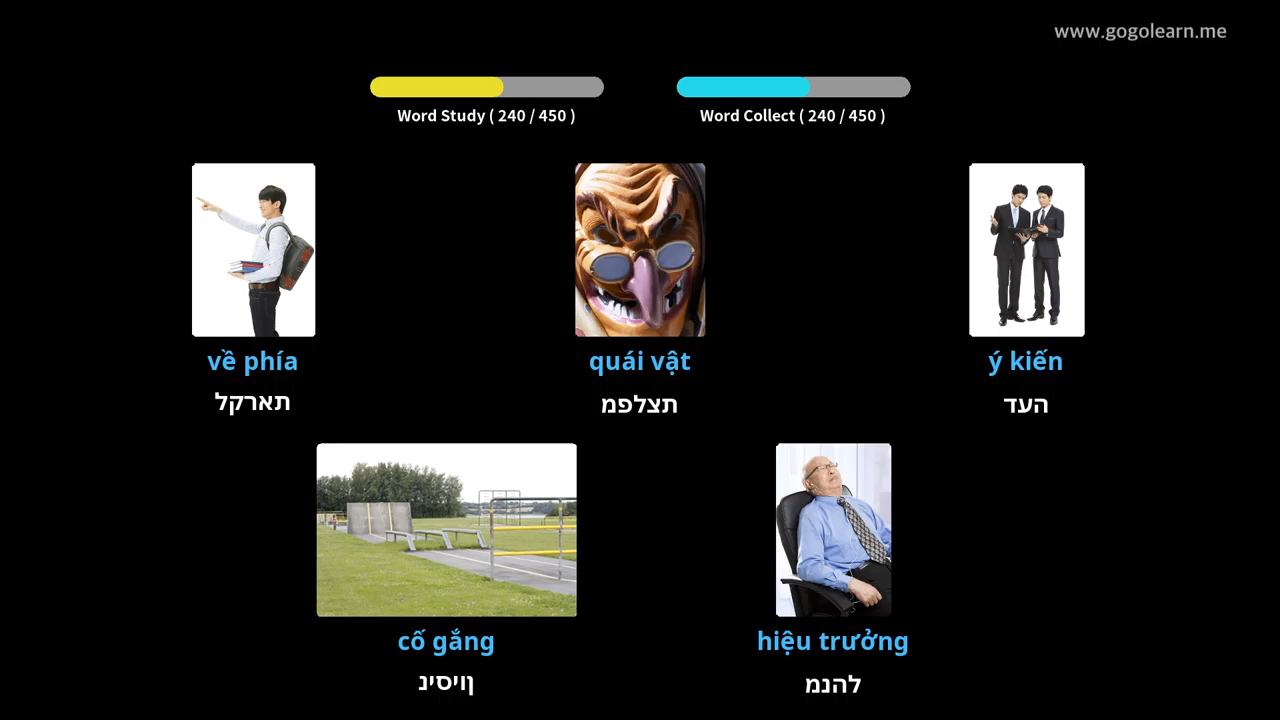 www.gogolearn.me
Word Study ( 240 / 450 )
Word Collect ( 240 / 450 )
về phía
תארקל
quái vật
תצלפמ
ý kiến
העד
cố gắng
ןויסינ
hiệu trưởng
להנמ